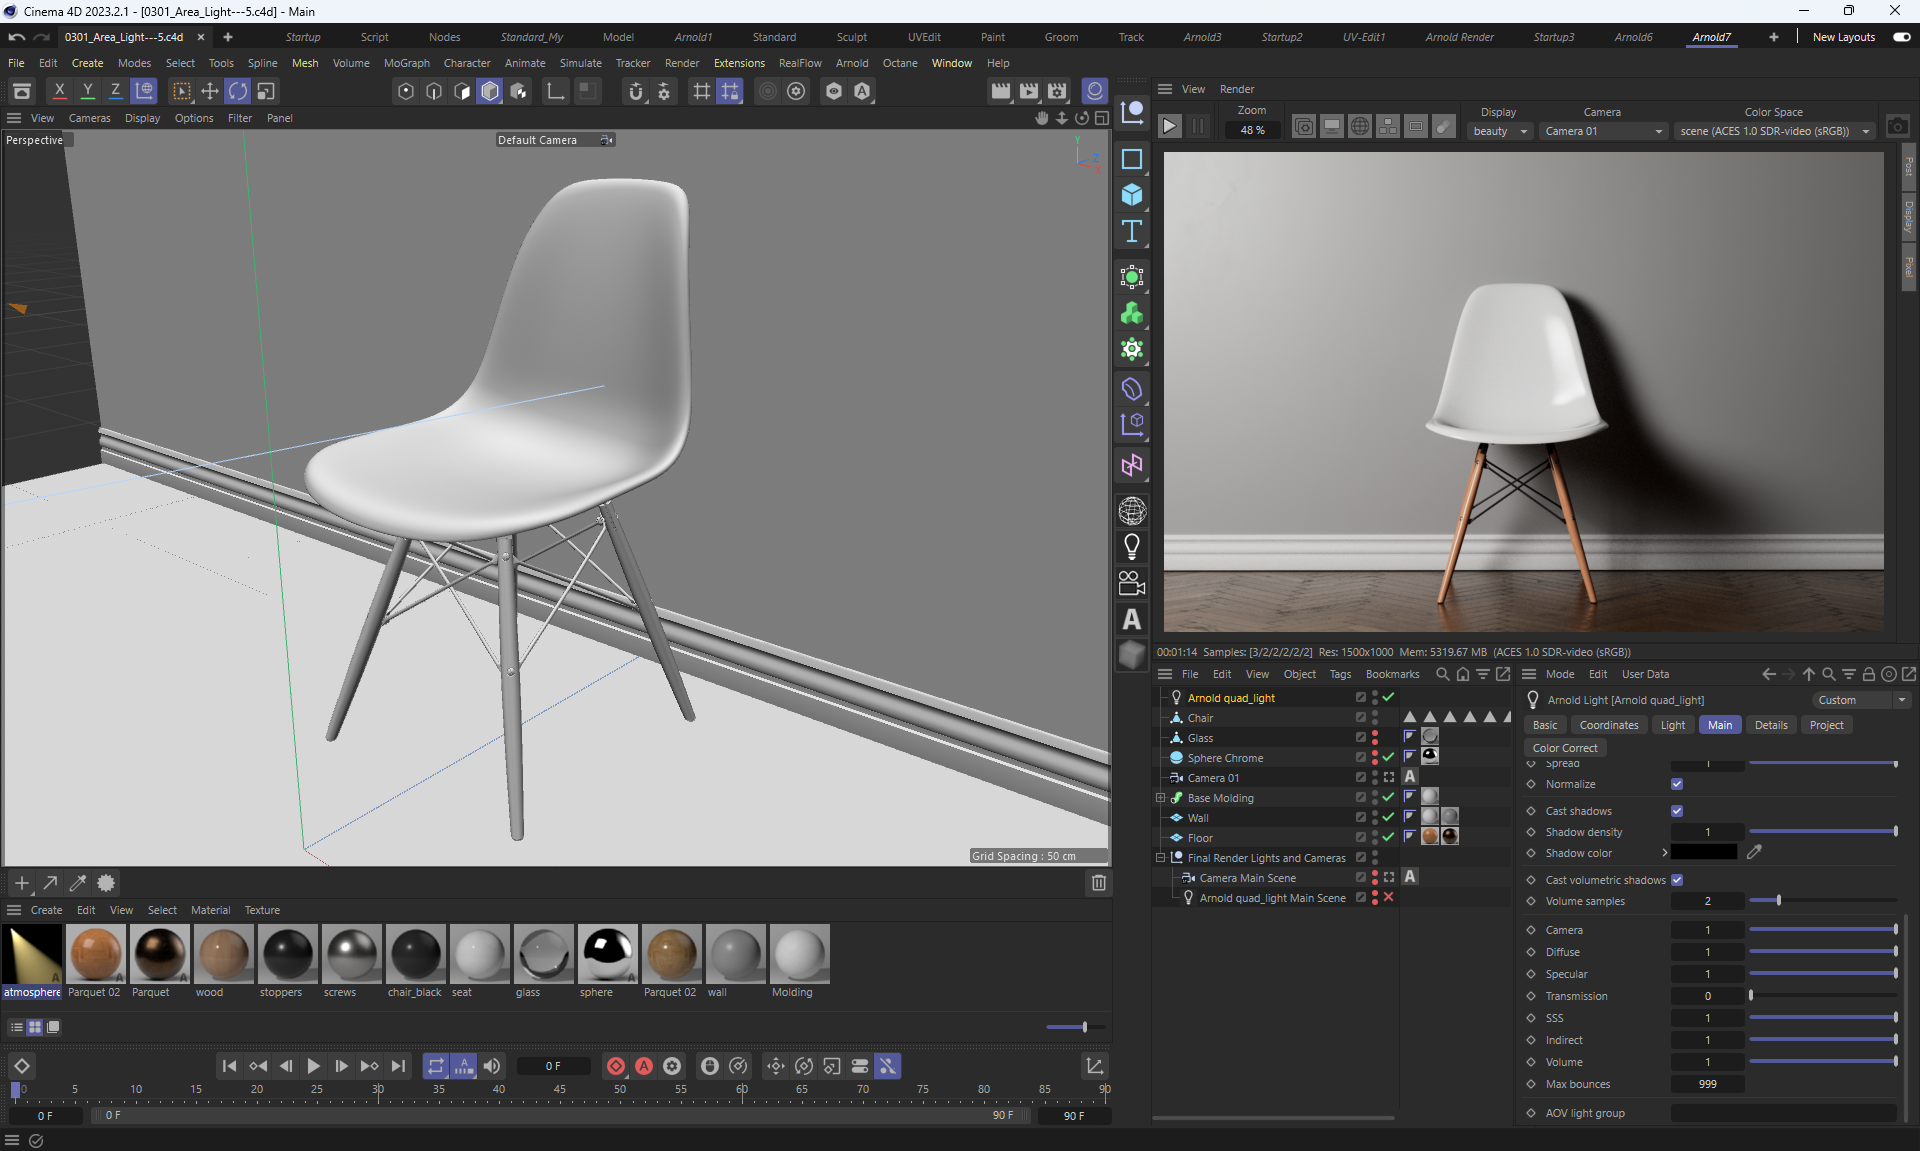 Cinema 4D 2023.2.1 - [0301_Area_Light---5.c4d] - Main
0301_Area_Light---5.c4d × + Startup Script Nodes Standard_My Model Arnold1 Standard Sculpt UVEdit Paint Groom Track Arnold3 Startup2 UV-Edit1 Arnold Render Startup3 Arnold6 Arnold7 + New Layouts
File Edit Create Modes Select Tools Spline Mesh Volume MoGraph Character Animate Simulate Tracker Render Extensions RealFlow Arnold Octane Window Help
X Y Z
View Render
View Cameras Display Options Filter Panel
Zoom Display Camera Color Space
48 % beauty Camera 01 scene (ACES 1.0 SDR-video (sRGB))
Perspective Default Camera
Y
Z
X
Post
Display
Pixel
T
A
00:01:14 Samples: [3/2/2/2/2/2] Res: 1500x1000 Mem: 5319.67 MB (ACES 1.0 SDR-video (sRGB))
File Edit View Object Tags Bookmarks
Arnold quad_light
Chair
Glass
Sphere Chrome
Camera 01 A
Base Molding
Wall
Floor
Final Render Lights and Cameras
Camera Main Scene A
Arnold quad_light Main Scene
Mode Edit User Data
Arnold Light [Arnold quad_light] Custom
Basic Coordinates Light Main Details Project
Color Correct
Spread 1
Normalize
Cast shadows
Shadow density 1
Shadow color
Cast volumetric shadows
Volume samples 2
Camera 1
Diffuse 1
Specular 1
Transmission 0
SSS 1
Indirect 1
Volume 1
Max bounces 999
AOV light group
Grid Spacing : 50 cm
Create Edit View Select Material Texture
atmosphere Parquet 02 Parquet wood stoppers screws chair_black seat glass sphere Parquet 02 wall Molding
0 F
0 5 10 15 20 25 30 35 40 45 50 55 60 65 70 75 80 85 90
0 F 0 F 90 F 90 F